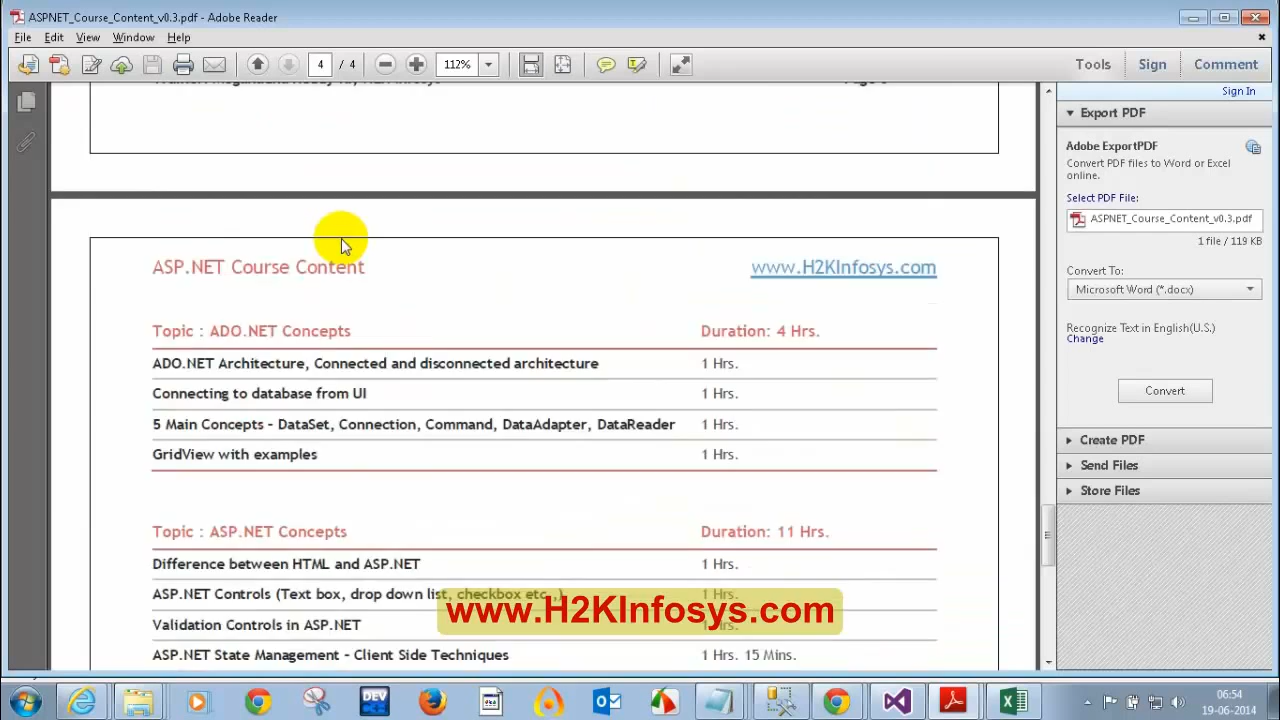 ASPNET_Course_Content_v0.3.pdf - Adobe Reader
File Edit View Window Help
4 / 4 112% Tools Sign Comment
Sign In
Export PDF
Adobe ExportPDF
Convert PDF files to Word or Excel
online.
Select PDF File:
ASPNET_Course_Content_v0.3.pdf
1 file / 119 KB
Convert To:
Microsoft Word (*.docx)
Recognize Text in English(U.S.)
Change
Convert
Create PDF
Send Files
Store Files
ASP.NET Course Content www.H2KInfosys.com
Topic : ADO.NET Concepts Duration: 4 Hrs.
ADO.NET Architecture, Connected and disconnected architecture 1 Hrs.
Connecting to database from UI 1 Hrs.
5 Main Concepts - DataSet, Connection, Command, DataAdapter, DataReader 1 Hrs.
GridView with examples 1 Hrs.
Topic : ASP.NET Concepts Duration: 11 Hrs.
Difference between HTML and ASP.NET 1 Hrs.
ASP.NET Controls (Text box, drop down list, checkbox etc.,) 1 Hrs.
www.H2KInfosys.com
Validation Controls in ASP.NET 1 Hrs.
ASP.NET State Management - Client Side Techniques 1 Hrs. 15 Mins.
DEV
06:54
19-06-2014